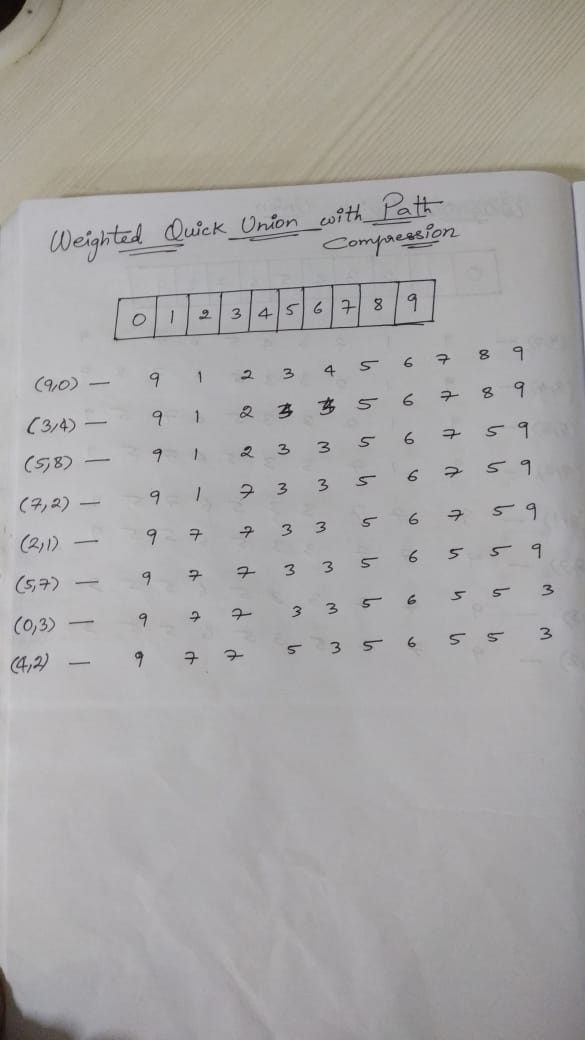 Weighted Quick Union with Path
Compression
0 1 2 3 4 5 6 7 8 9
(9,0) — 9 1 2 3 4 5 6 7 8 9
(3,4) — 9 1 2 3 3 5 6 7 8 9
(5,8) — 9 1 2 3 3 5 6 7 5 9
(7,2) — 9 1 7 3 3 5 6 7 5 9
(2,1) — 9 7 7 3 3 5 6 7 5 9
(5,7) — 9 7 7 3 3 5 6 5 5 9
(0,3) — 9 7 7 3 3 5 6 5 5 3
(4,2) — 9 7 7 5 3 5 6 5 5 3